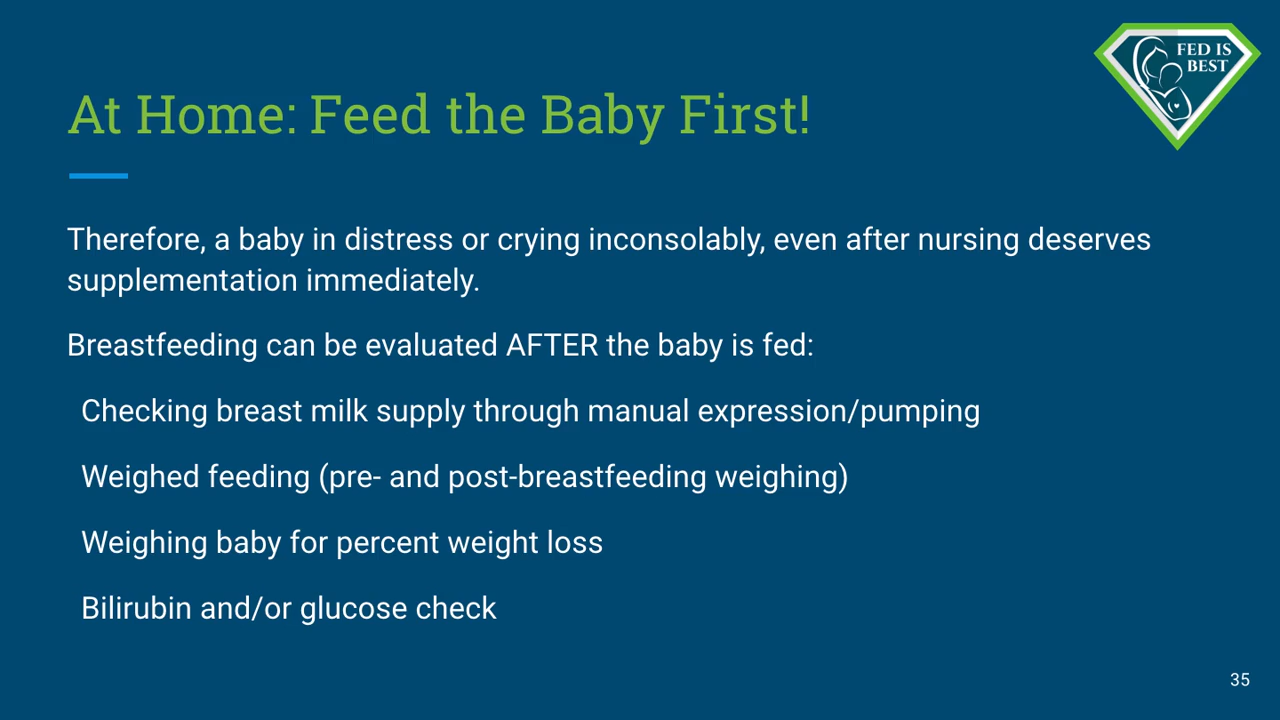 FED IS
BEST
At Home: Feed the Baby First!
Therefore, a baby in distress or crying inconsolably, even after nursing deserves
supplementation immediately.
Breastfeeding can be evaluated AFTER the baby is fed:
Checking breast milk supply through manual expression/pumping
Weighed feeding (pre- and post-breastfeeding weighing)
Weighing baby for percent weight loss
Bilirubin and/or glucose check
35